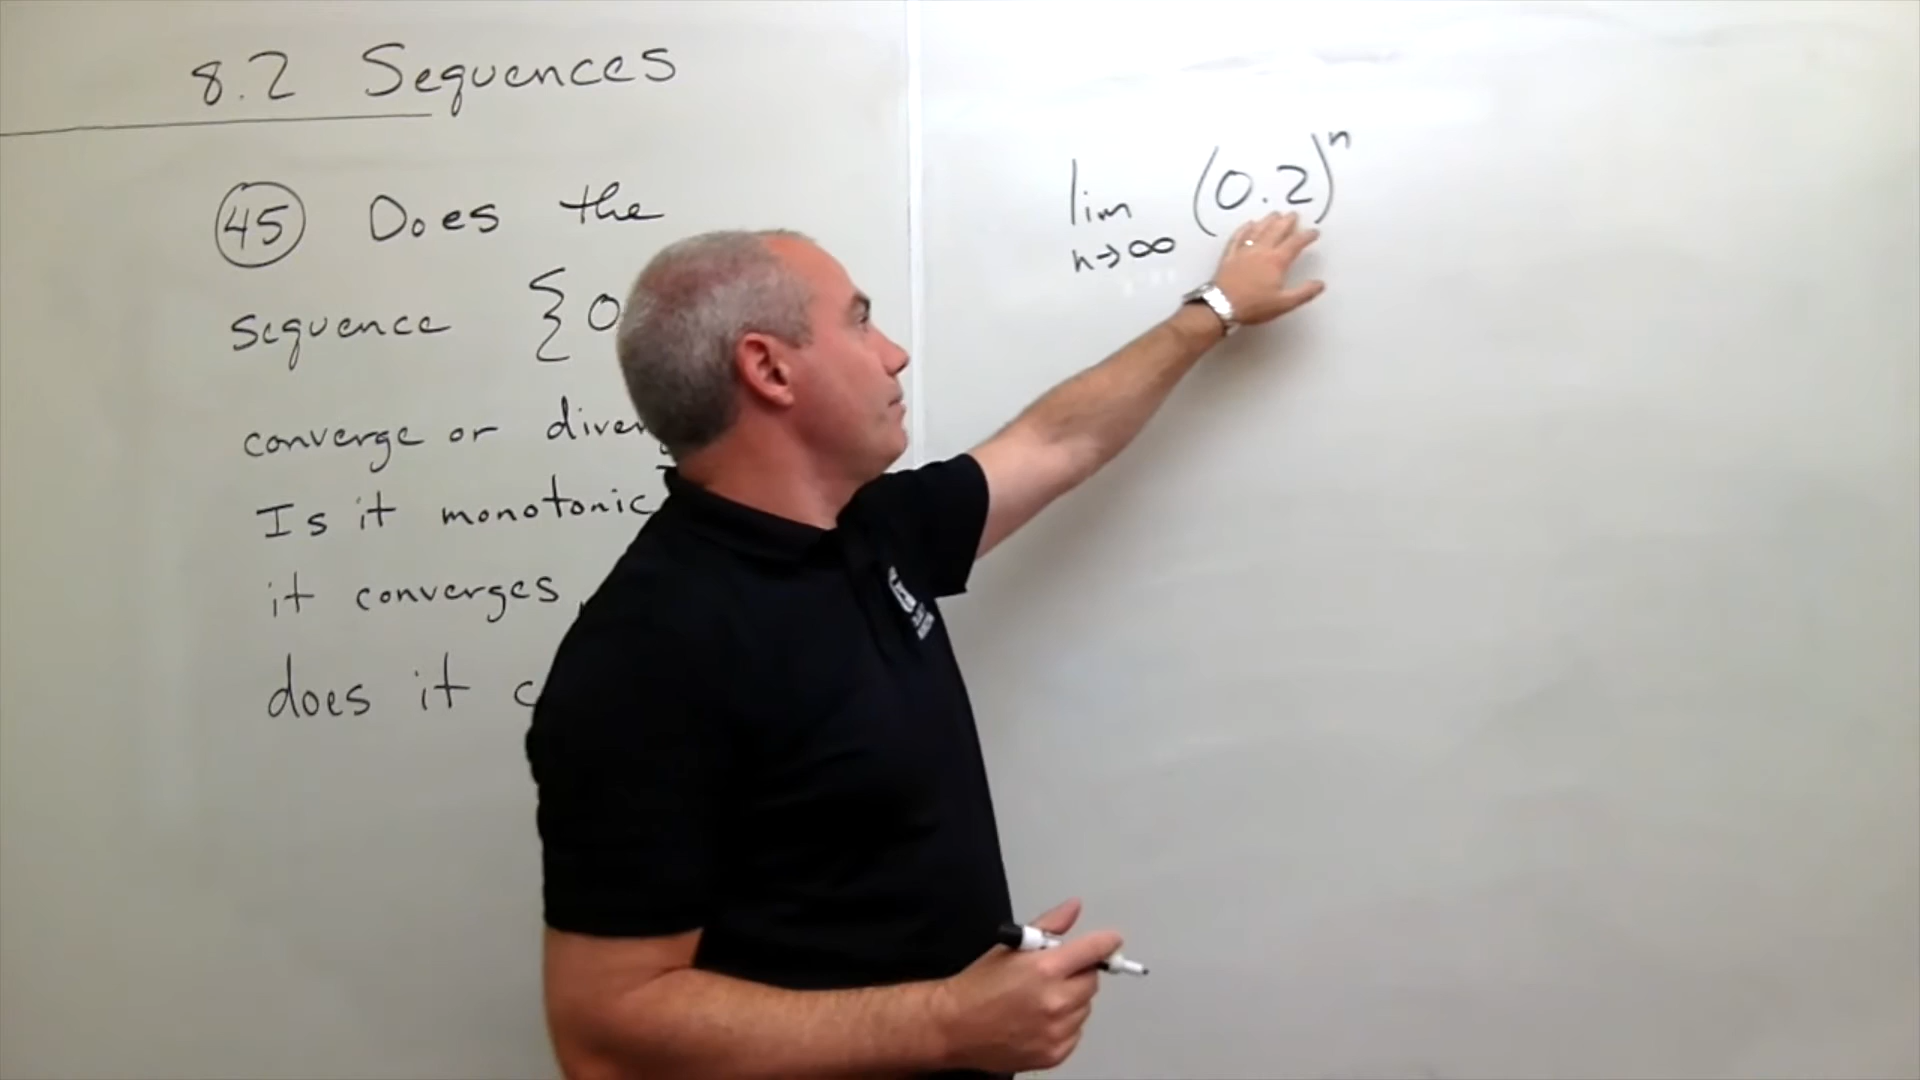 8.2 Sequences
45 Does the
sequence { 0
converge or
Is it monotonic
it converges
does it
lim (0.2)^n
n→∞